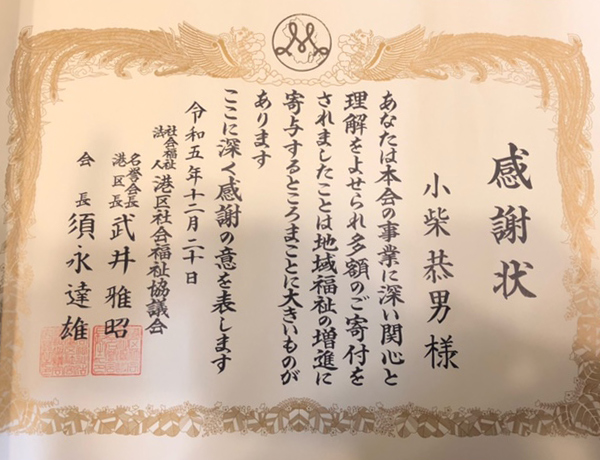 感謝状
小柴恭男様
あなたは本会の事業に深い関心と
理解をよせられ多額のご寄付を
されましたことは地域福祉の増進に
寄与するところまことに大きいものが
あります
ここに深く感謝の意を表します
令和五年十二月二十日
社会福祉法人 港区社会福祉協議会
名誉会長 港区長 武井雅昭
会長 須永達雄